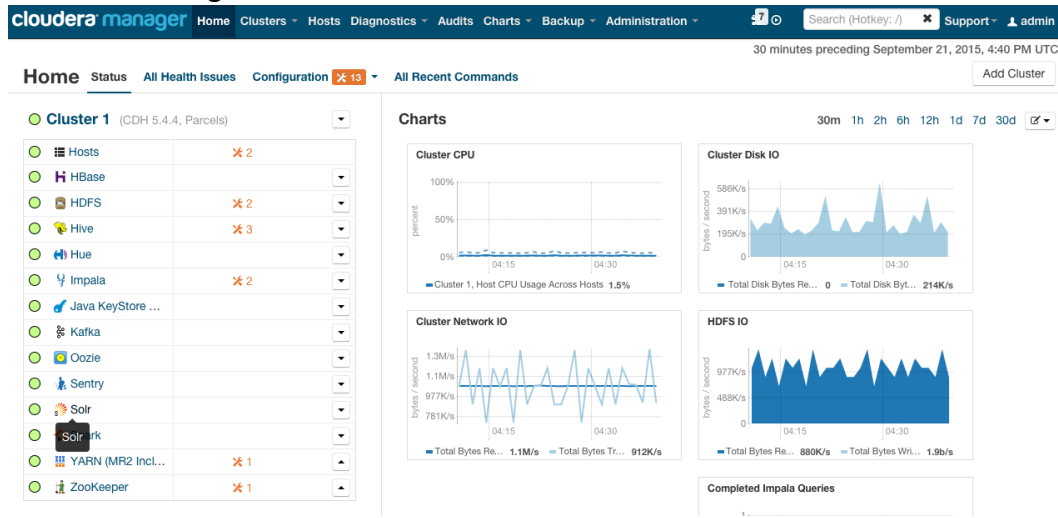 cloudera manager Home Clusters Hosts Diagnostics Audits Charts Backup Administration 7 Search (Hotkey: /) Support admin
30 minutes preceding September 21, 2015, 4:40 PM UTC
Home Status All Health Issues Configuration 13 All Recent Commands Add Cluster
Cluster 1 (CDH 5.4.4, Parcels)
Hosts 2
HBase
HDFS 2
Hive 3
Hue
Impala 2
Java KeyStore ...
Kafka
Oozie
Sentry
Solr
Solr
YARN (MR2 Incl... 1
ZooKeeper 1
Charts 30m 1h 2h 6h 12h 1d 7d 30d
Cluster CPU
percent
100%
50%
0%
04:15 04:30
Cluster 1, Host CPU Usage Across Hosts 1.5%
Cluster Disk IO
bytes / second
586K/s
391K/s
195K/s
0
04:15 04:30
Total Disk Bytes Re... 0 Total Disk Byt... 214K/s
Cluster Network IO
bytes / second
1.3M/s
1.1M/s
977K/s
781K/s
04:15 04:30
Total Bytes Re... 1.1M/s Total Bytes Tr... 912K/s
HDFS IO
bytes / second
977K/s
488K/s
0
04:15 04:30
Total Bytes Re... 880K/s Total Bytes Wri... 1.9b/s
Completed Impala Queries